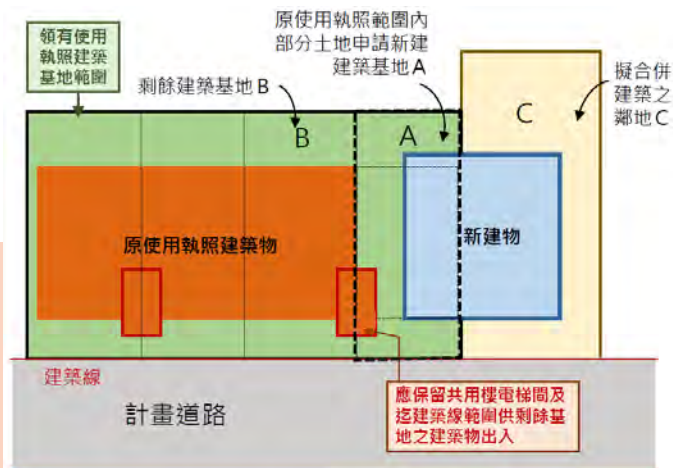 領有使用
執照建築
基地範圍
剩餘建築基地B
原使用執照範圍內
部分土地申請新建
建築基地A
擬合併
建築之
鄰地C
B
A
C
原使用執照建築物
新建物
建築線
計畫道路
應保留共用樓電梯間及
迄建築線範圍供剩餘基
地之建築物出入